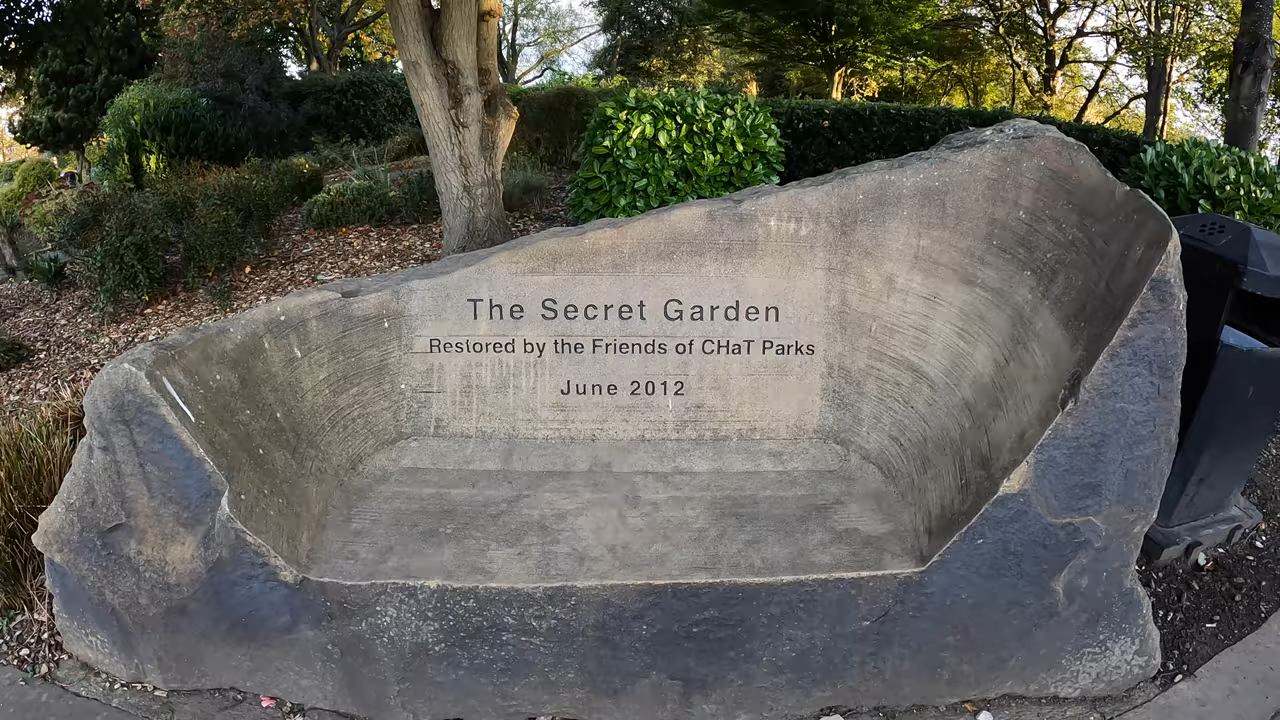 The Secret Garden
Restored by the Friends of CHaT Parks
June 2012